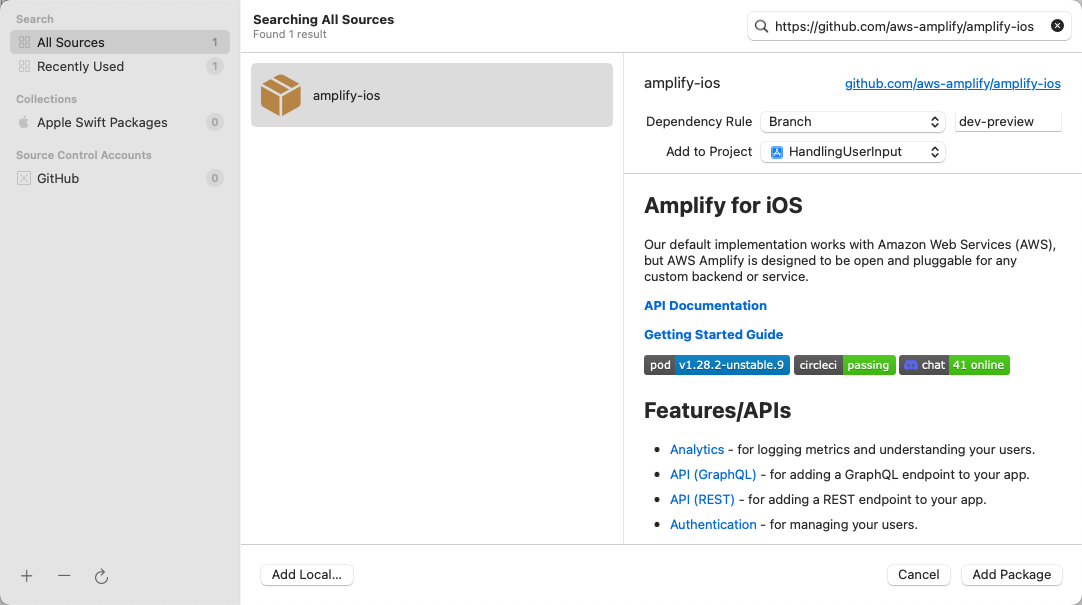 Search
All Sources 1
Recently Used 1
Collections
Apple Swift Packages 0
Source Control Accounts
GitHub 0
Searching All Sources
Found 1 result
https://github.com/aws-amplify/amplify-ios
amplify-ios
amplify-ios github.com/aws-amplify/amplify-ios
Dependency Rule Branch dev-preview
Add to Project HandlingUserInput
Amplify for iOS
Our default implementation works with Amazon Web Services (AWS),
but AWS Amplify is designed to be open and pluggable for any
custom backend or service.
API Documentation
Getting Started Guide
pod v1.28.2-unstable.9 circleci passing chat 41 online
Features/APIs
• Analytics - for logging metrics and understanding your users.
• API (GraphQL) - for adding a GraphQL endpoint to your app.
• API (REST) - for adding a REST endpoint to your app.
• Authentication - for managing your users.
Add Local... Cancel Add Package